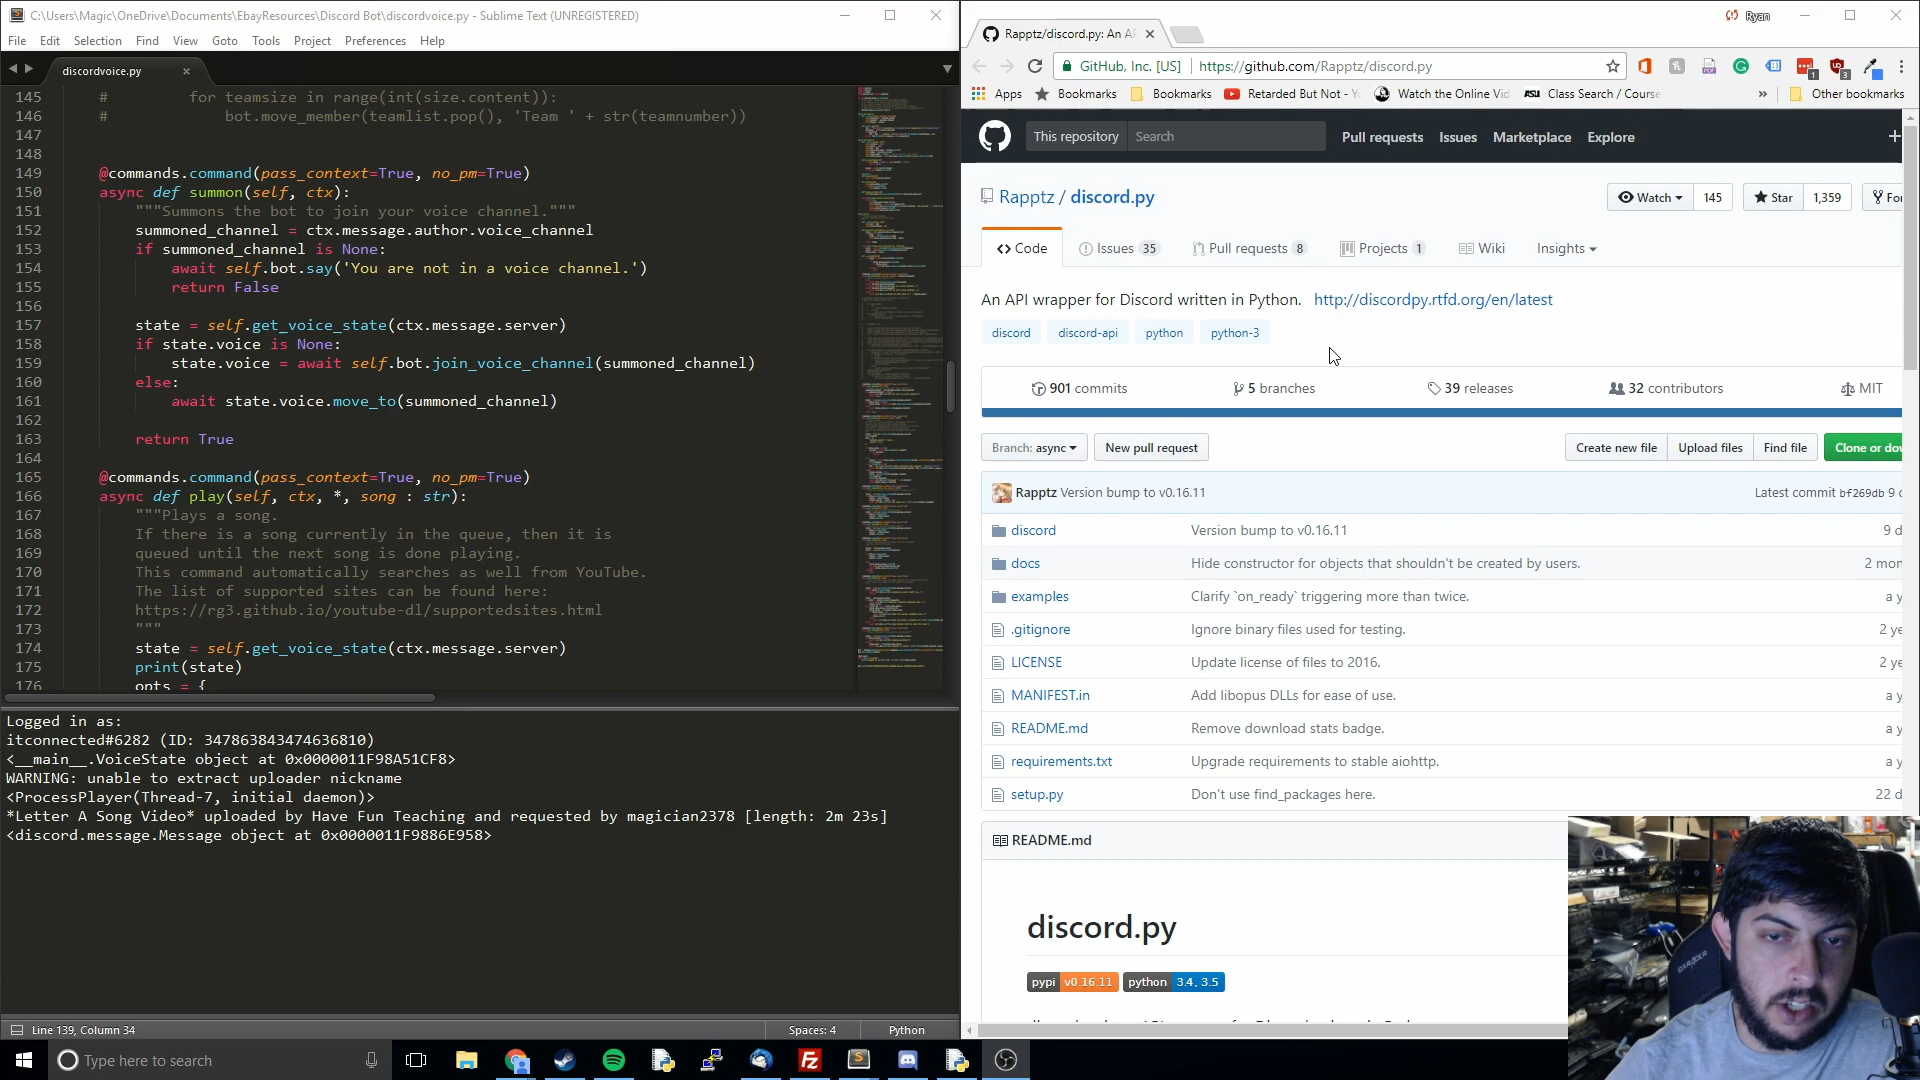 C:\Users\Magic\OneDrive\Documents\EbayResources\Discord Bot\discordvoice.py - Sublime Text (UNREGISTERED)
File Edit Selection Find View Goto Tools Project Preferences Help
discordvoice.py
145 # for teamsize in range(int(size.content)):
146 # bot.move_member(teamlist.pop(), 'Team ' + str(teamnumber))
147
148
149 @commands.command(pass_context=True, no_pm=True)
150 async def summon(self, ctx):
151 """Summons the bot to join your voice channel."""
152 summoned_channel = ctx.message.author.voice_channel
153 if summoned_channel is None:
154 await self.bot.say('You are not in a voice channel.')
155 return False
156
157 state = self.get_voice_state(ctx.message.server)
158 if state.voice is None:
159 state.voice = await self.bot.join_voice_channel(summoned_channel)
160 else:
161 await state.voice.move_to(summoned_channel)
162
163 return True
164
165 @commands.command(pass_context=True, no_pm=True)
166 async def play(self, ctx, *, song : str):
167 """Plays a song.
168 If there is a song currently in the queue, then it is
169 queued until the next song is done playing.
170 This command automatically searches as well from YouTube.
171 The list of supported sites can be found here:
172 https://rg3.github.io/youtube-dl/supportedsites.html
173 """
174 state = self.get_voice_state(ctx.message.server)
175 print(state)
176 opts = {
Logged in as:
itconnected#6282 (ID: 347863843474636810)
<__main__.VoiceState object at 0x0000011F98A51CF8>
WARNING: unable to extract uploader nickname
<ProcessPlayer(Thread-7, initial daemon)>
*Letter A Song Video* uploaded by Have Fun Teaching and requested by magician2378 [length: 2m 23s]
<discord.message.Message object at 0x0000011F9886E958>
Line 139, Column 34 Spaces: 4 Python
Type here to search
Rapptz/discord.py: An AP
Ryan
GitHub, Inc. [US] https://github.com/Rapptz/discord.py
Apps Bookmarks Bookmarks Retarded But Not - Watch the Online Vi Class Search / Course » Other bookmarks
This repository Search Pull requests Issues Marketplace Explore
Rapptz / discord.py
Watch 145 Star 1,359 Fo
Code Issues 35 Pull requests 8 Projects 1 Wiki Insights
An API wrapper for Discord written in Python. http://discordpy.rtfd.org/en/latest
discord discord-api python python-3
901 commits 5 branches 39 releases 32 contributors MIT
Branch: async New pull request Create new file Upload files Find file Clone or do
Rapptz Version bump to v0.16.11 Latest commit bf269db 9
discord Version bump to v0.16.11 9 d
docs Hide constructor for objects that shouldn't be created by users. 2 mon
examples Clarify `on_ready` triggering more than twice. a y
.gitignore Ignore binary files used for testing. 2 ye
LICENSE Update license of files to 2016. 2 ye
MANIFEST.in Add libopus DLLs for ease of use. a y
README.md Remove download stats badge. a y
requirements.txt Upgrade requirements to stable aiohttp. a y
setup.py Don't use find_packages here. 22 d
README.md
discord.py
pypi v0.16.11 python 3.4, 3.5